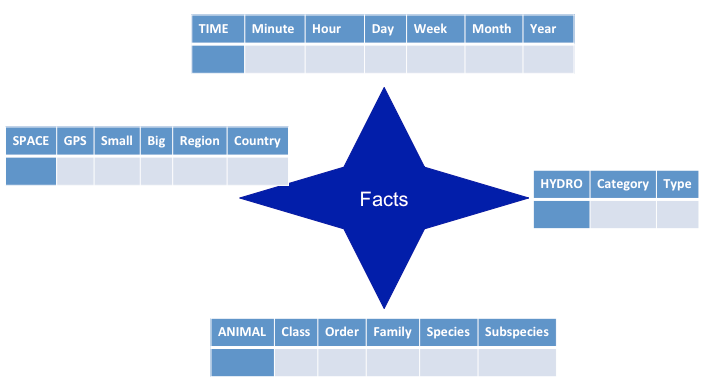 TIME Minute Hour Day Week Month Year
SPACE GPS Small Big Region Country
HYDRO Category Type
Facts
ANIMAL Class Order Family Species Subspecies